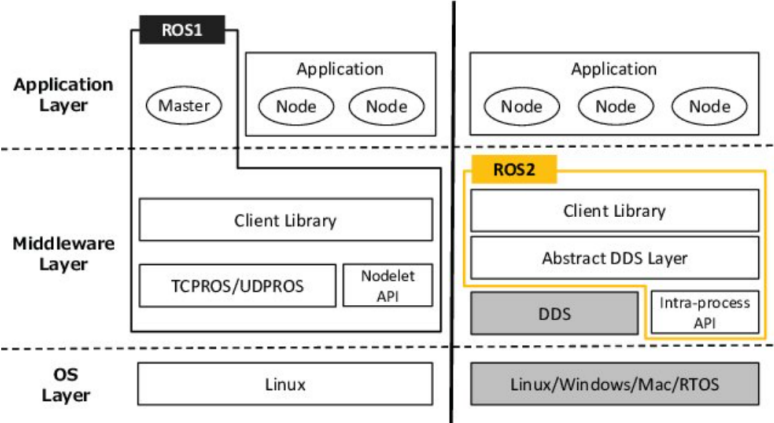 ROS1
Application
Layer
Master
Application
Node
Node
Application
Node
Node
Node
Middleware
Layer
Client Library
TCPROS/UDPROS
Nodelet
API
ROS2
Client Library
Abstract DDS Layer
DDS
Intra-process
API
OS
Layer
Linux
Linux/Windows/Mac/RTOS